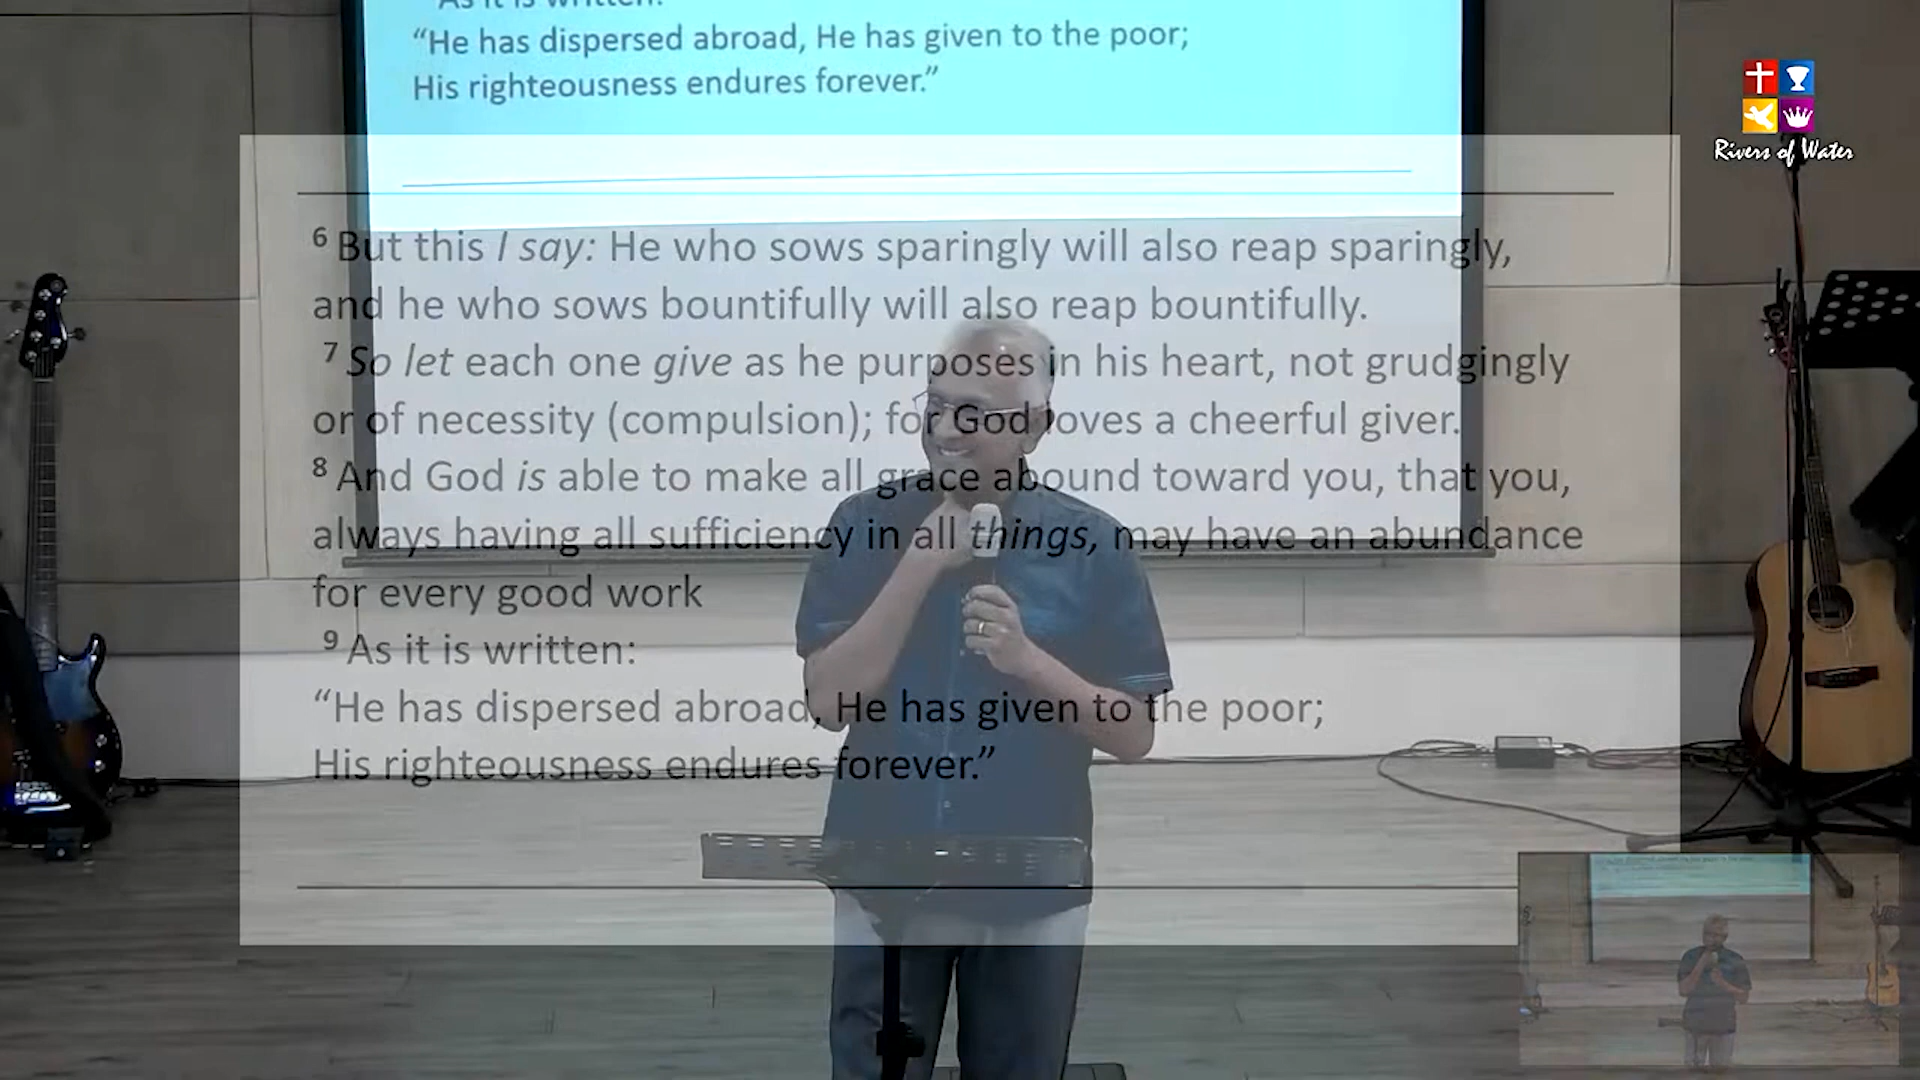 As it is written:
“He has dispersed abroad, He has given to the poor;
His righteousness endures forever.”
Rivers of Water
6 But this I say: He who sows sparingly will also reap sparingly,
and he who sows bountifully will also reap bountifully.
7 So let each one give as he purposes in his heart, not grudgingly
or of necessity (compulsion); for God loves a cheerful giver.
8 And God is able to make all grace abound toward you, that you,
always having all sufficiency in all things, may have an abundance
for every good work
9 As it is written:
“He has dispersed abroad, He has given to the poor;
His righteousness endures forever.”